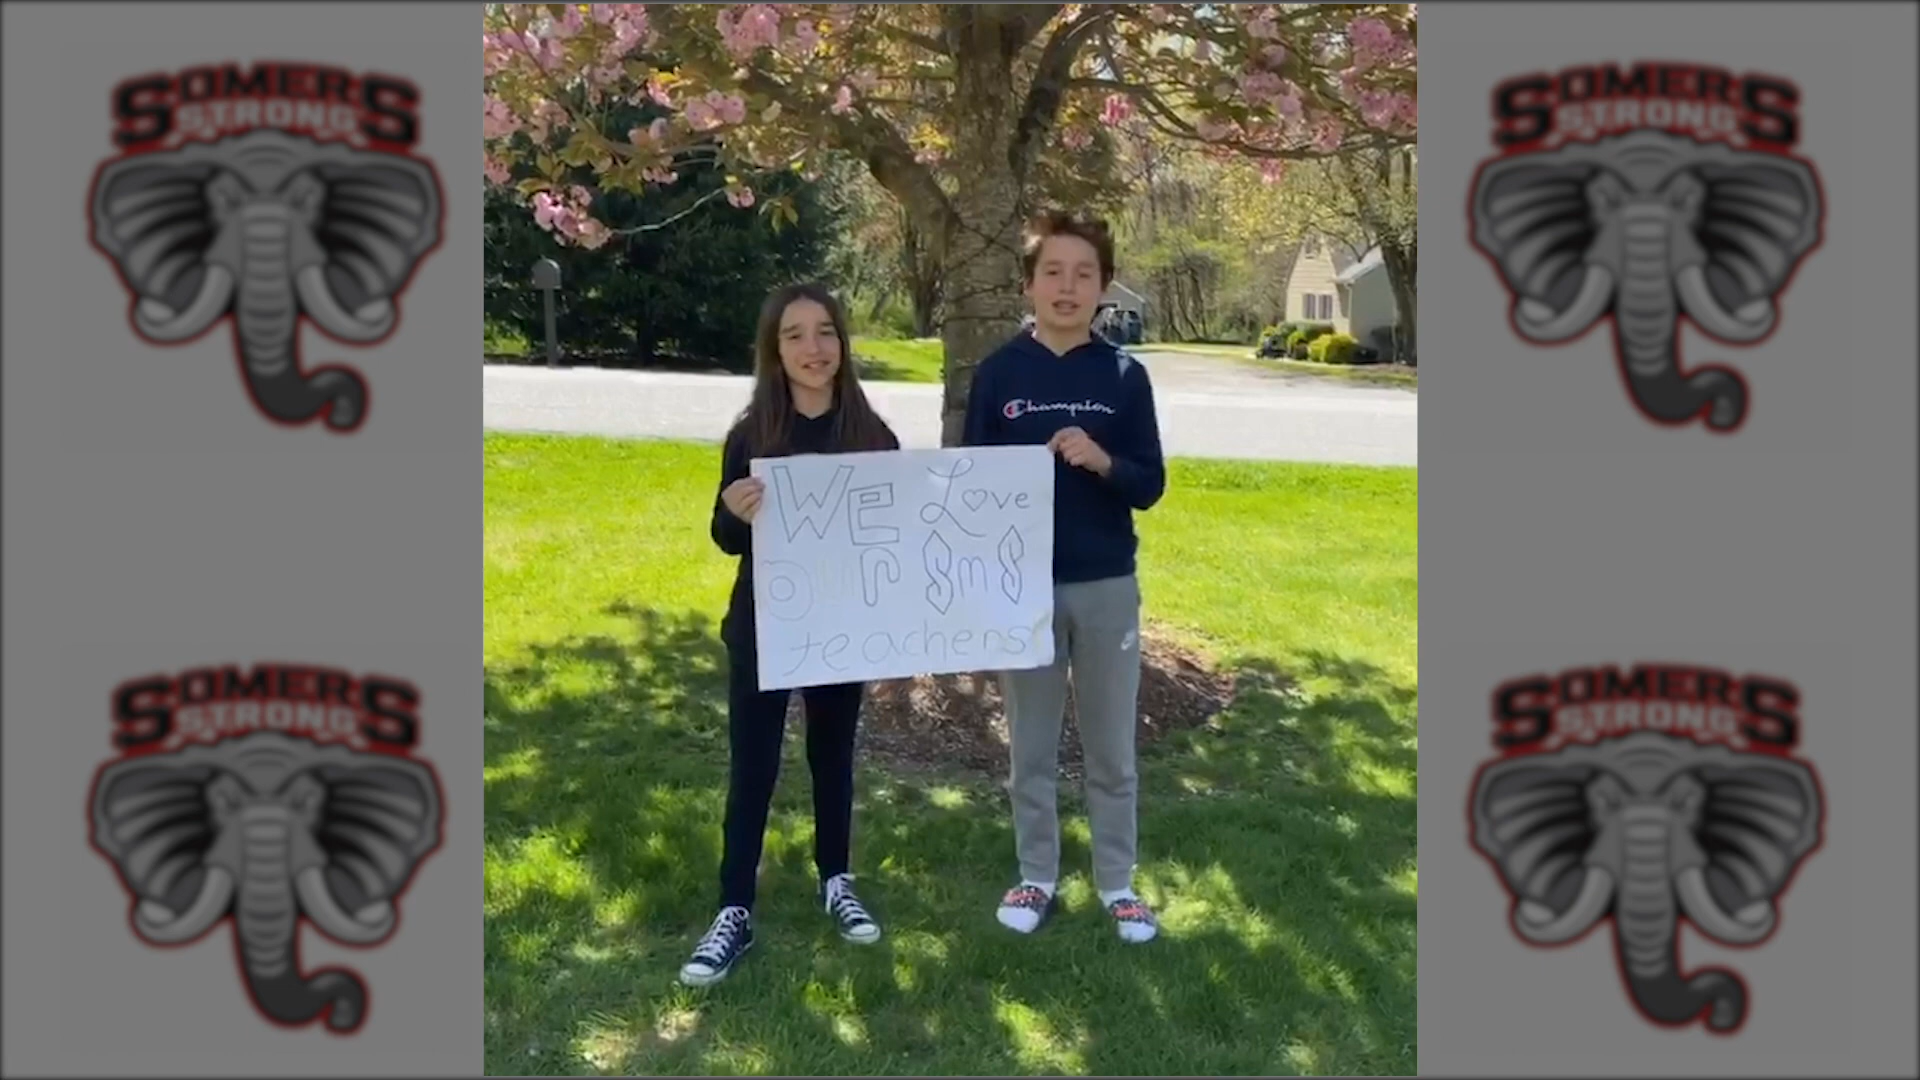 SOMERS
STRONG
SOMERS
STRONG
Champion
We Love
our SmS
teachers
SOMERS
STRONG
SOMERS
STRONG